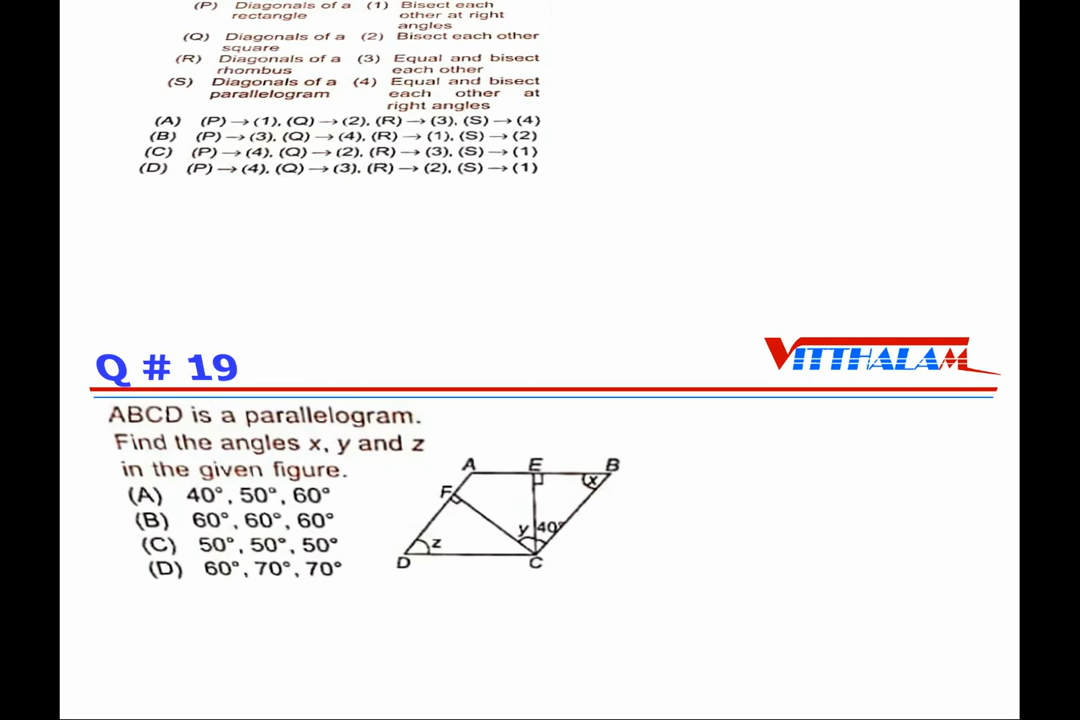 (P) Diagonals of a rectangle (1) Bisect each other at right angles
(Q) Diagonals of a square (2) Bisect each other
(R) Diagonals of a rhombus (3) Equal and bisect each other
(S) Diagonals of a parallelogram (4) Equal and bisect each other at right angles
(A) (P) → (1), (Q) → (2), (R) → (3), (S) → (4)
(B) (P) → (3), (Q) → (4), (R) → (1), (S) → (2)
(C) (P) → (4), (Q) → (2), (R) → (3), (S) → (1)
(D) (P) → (4), (Q) → (3), (R) → (2), (S) → (1)
Q # 19
VITTHALAM
ABCD is a parallelogram.
Find the angles x, y and z
in the given figure.
(A) 40°, 50°, 60°
(B) 60°, 60°, 60°
(C) 50°, 50°, 50°
(D) 60°, 70°, 70°
A E B
F x
y 40°
z
D C